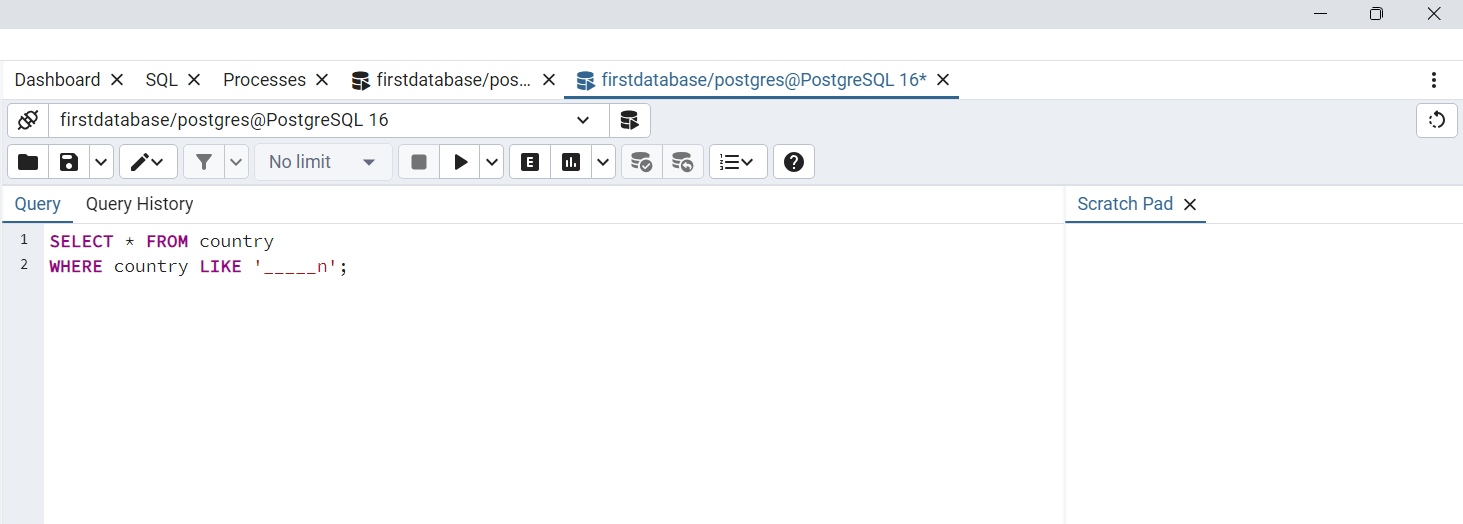 Dashboard SQL Processes firstdatabase/pos... firstdatabase/postgres@PostgreSQL 16*
firstdatabase/postgres@PostgreSQL 16
No limit E
Query Query History Scratch Pad
1 SELECT * FROM country
2 WHERE country LIKE '_____n';